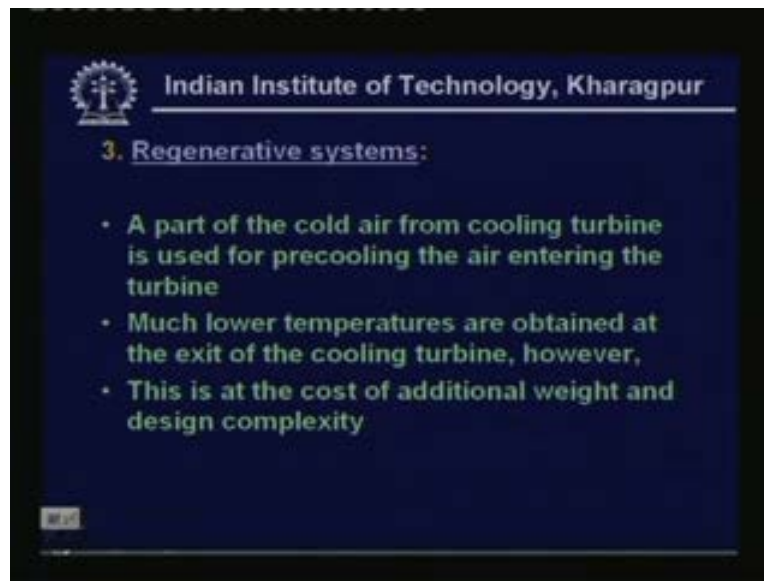 Indian Institute of Technology, Kharagpur
3. Regenerative systems:
• A part of the cold air from cooling turbine
is used for precooling the air entering the
turbine
• Much lower temperatures are obtained at
the exit of the cooling turbine, however,
• This is at the cost of additional weight and
design complexity